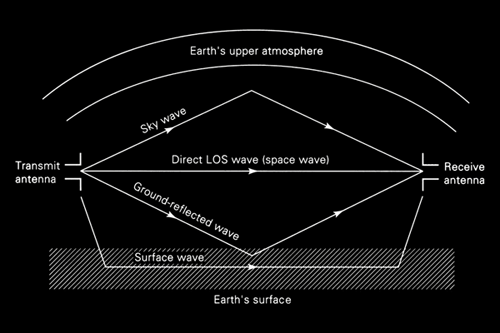 Earth's upper atmosphere
Sky wave
Transmit
antenna
Direct LOS wave (space wave)
Receive
antenna
Ground-reflected wave
Surface wave
Earth's surface